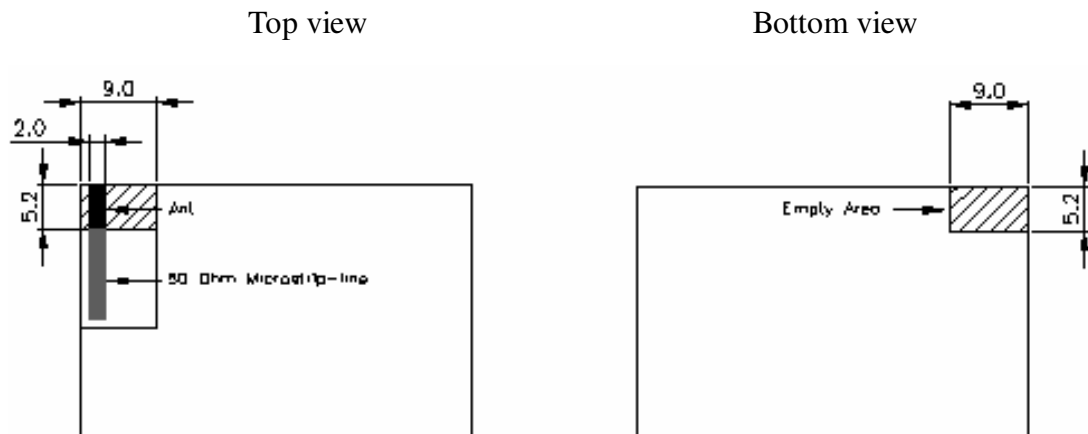 Top view
Bottom view
9.0
2.0
5.2
Ant
50 Ohm Microstrip-line
9.0
5.2
Empty Area